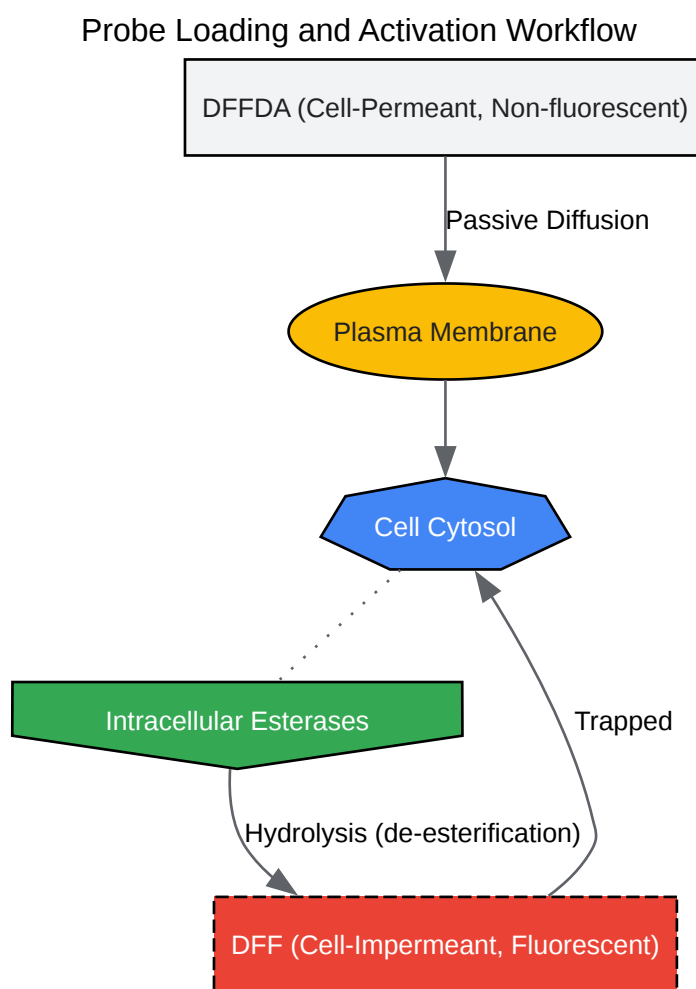 Probe Loading and Activation Workflow
DFFDA (Cell-Permeant, Non-fluorescent)
Passive Diffusion
Plasma Membrane
Cell Cytosol
Intracellular Esterases
Trapped
Hydrolysis (de-esterification)
DFF (Cell-Impermeant, Fluorescent)